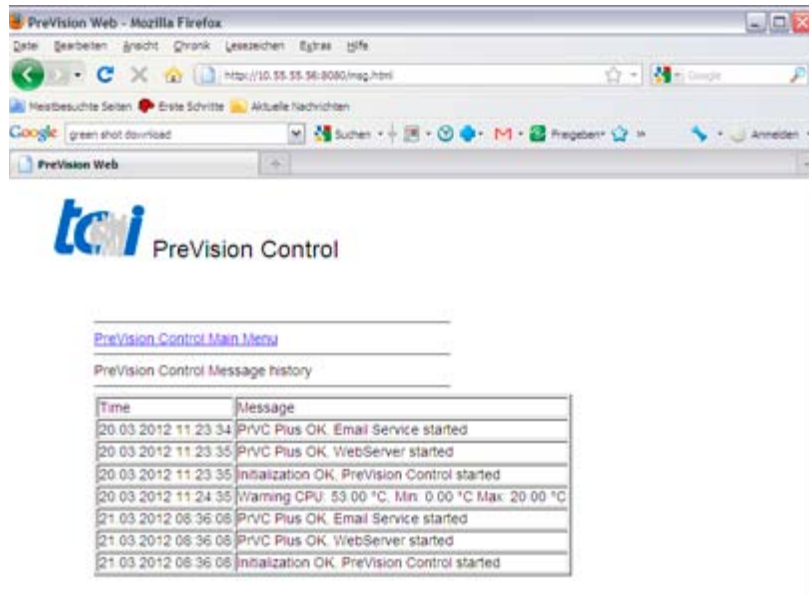 PreVision Web - Mozilla Firefox
Datei Bearbeiten Ansicht Chronik Lesezeichen Extras Hilfe
http://10.55.55.56:8080/msg.html
Google
Meistbesuchte Seiten Erste Schritte Aktuelle Nachrichten
Google green shot download Suchen Freigeben Anmelden
PreVision Web
tci PreVision Control
PreVision Control Main Menu
PreVision Control Message history
Time Message
20.03.2012 11:23:34 PrVC Plus OK, Email Service started
20.03.2012 11:23:35 PrVC Plus OK, WebServer started
20.03.2012 11:23:35 Initialization OK, PreVision Control started
20.03.2012 11:24:35 Warning CPU: 53.00 °C, Min: 0.00 °C Max: 20.00 °C
21.03.2012 08:36:08 PrVC Plus OK, Email Service started
21.03.2012 08:36:08 PrVC Plus OK, WebServer started
21.03.2012 08:36:08 Initialization OK, PreVision Control started